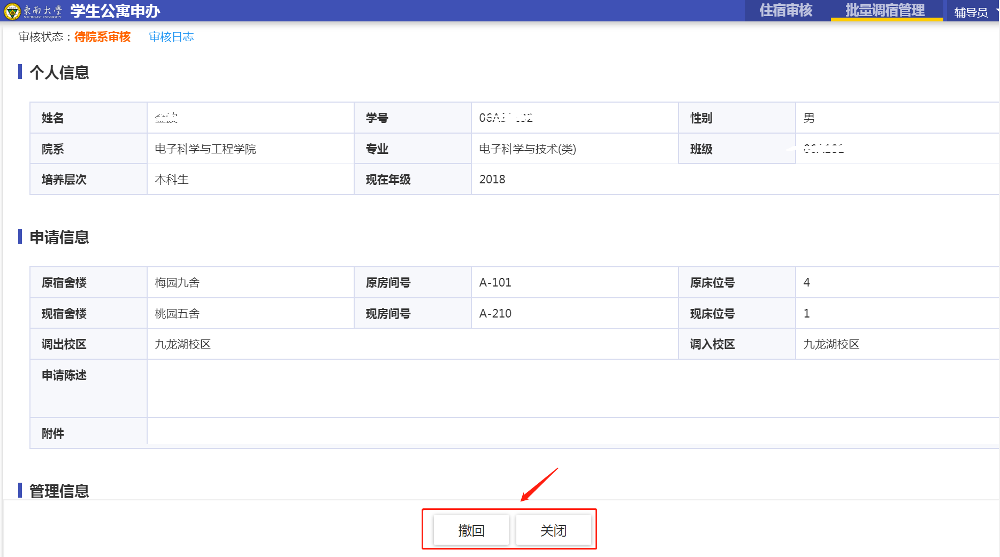 東南大學 学生公寓申办 住宿审核 批量调宿管理 辅导员
SOUTHEAST UNIVERSITY
审核状态：待院系审核 审核日志
个人信息
姓名 学号 性别 男
院系 电子科学与工程学院 专业 电子科学与技术(类) 班级
培养层次 本科生 现在年级 2018
申请信息
原宿舍楼 梅园九舍 原房间号 A-101 原床位号 4
现宿舍楼 桃园五舍 现房间号 A-210 现床位号 1
调出校区 九龙湖校区 调入校区 九龙湖校区
申请陈述
附件
管理信息
撤回 关闭